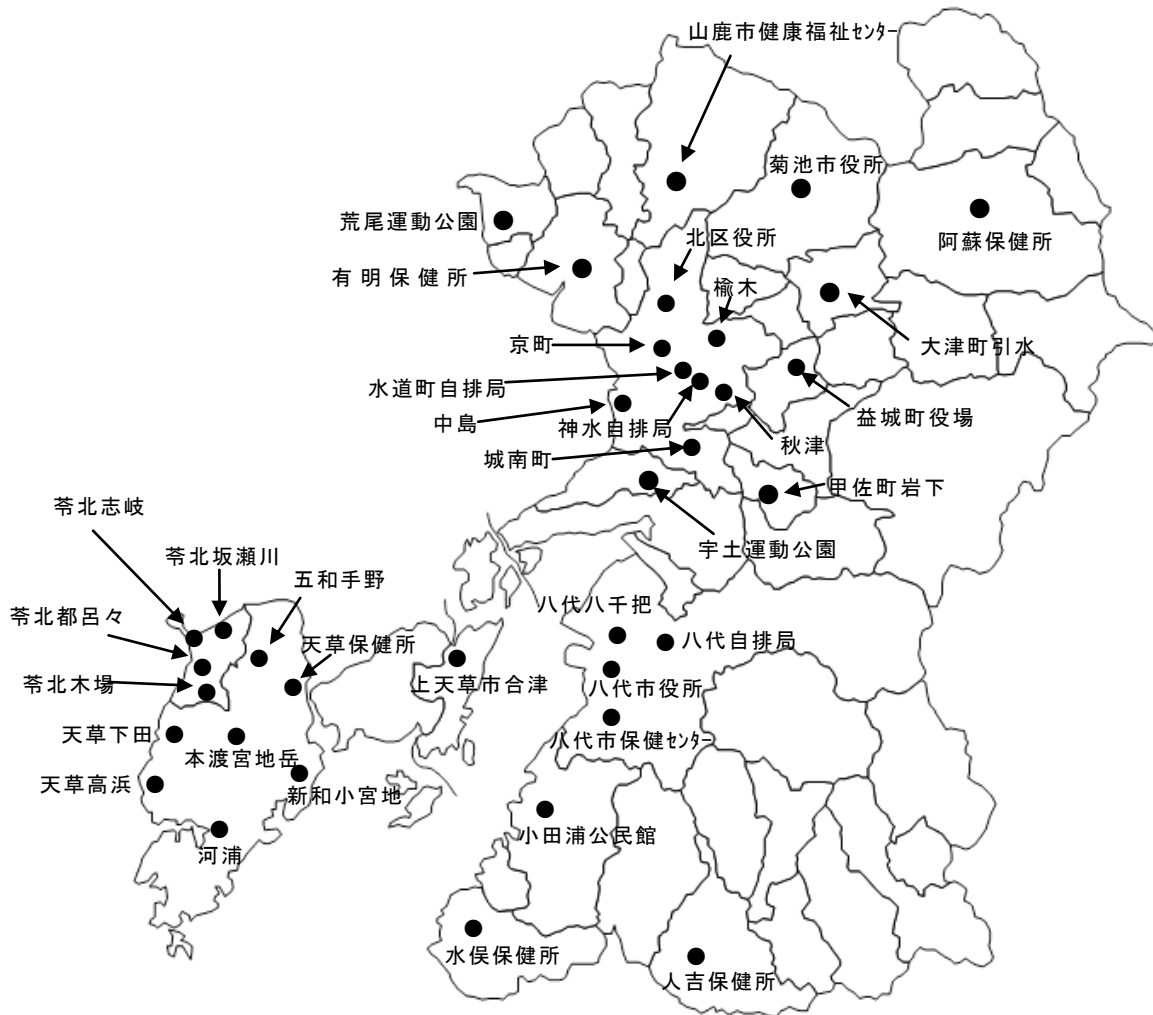 山鹿市健康福祉ｾﾝﾀｰ
菊池市役所
荒尾運動公園
北区役所
阿蘇保健所
有明保健所
楡木
京町
大津町引水
水道町自排局
中島
神水自排局
益城町役場
秋津
城南町
甲佐町岩下
苓北志岐
宇土運動公園
苓北坂瀬川
五和手野
八代八千把
苓北都呂々
天草保健所
八代自排局
苓北木場
上天草市合津
八代市役所
天草下田
本渡宮地岳
八代市保健ｾﾝﾀｰ
天草高浜
新和小宮地
小田浦公民館
河浦
水俣保健所
人吉保健所